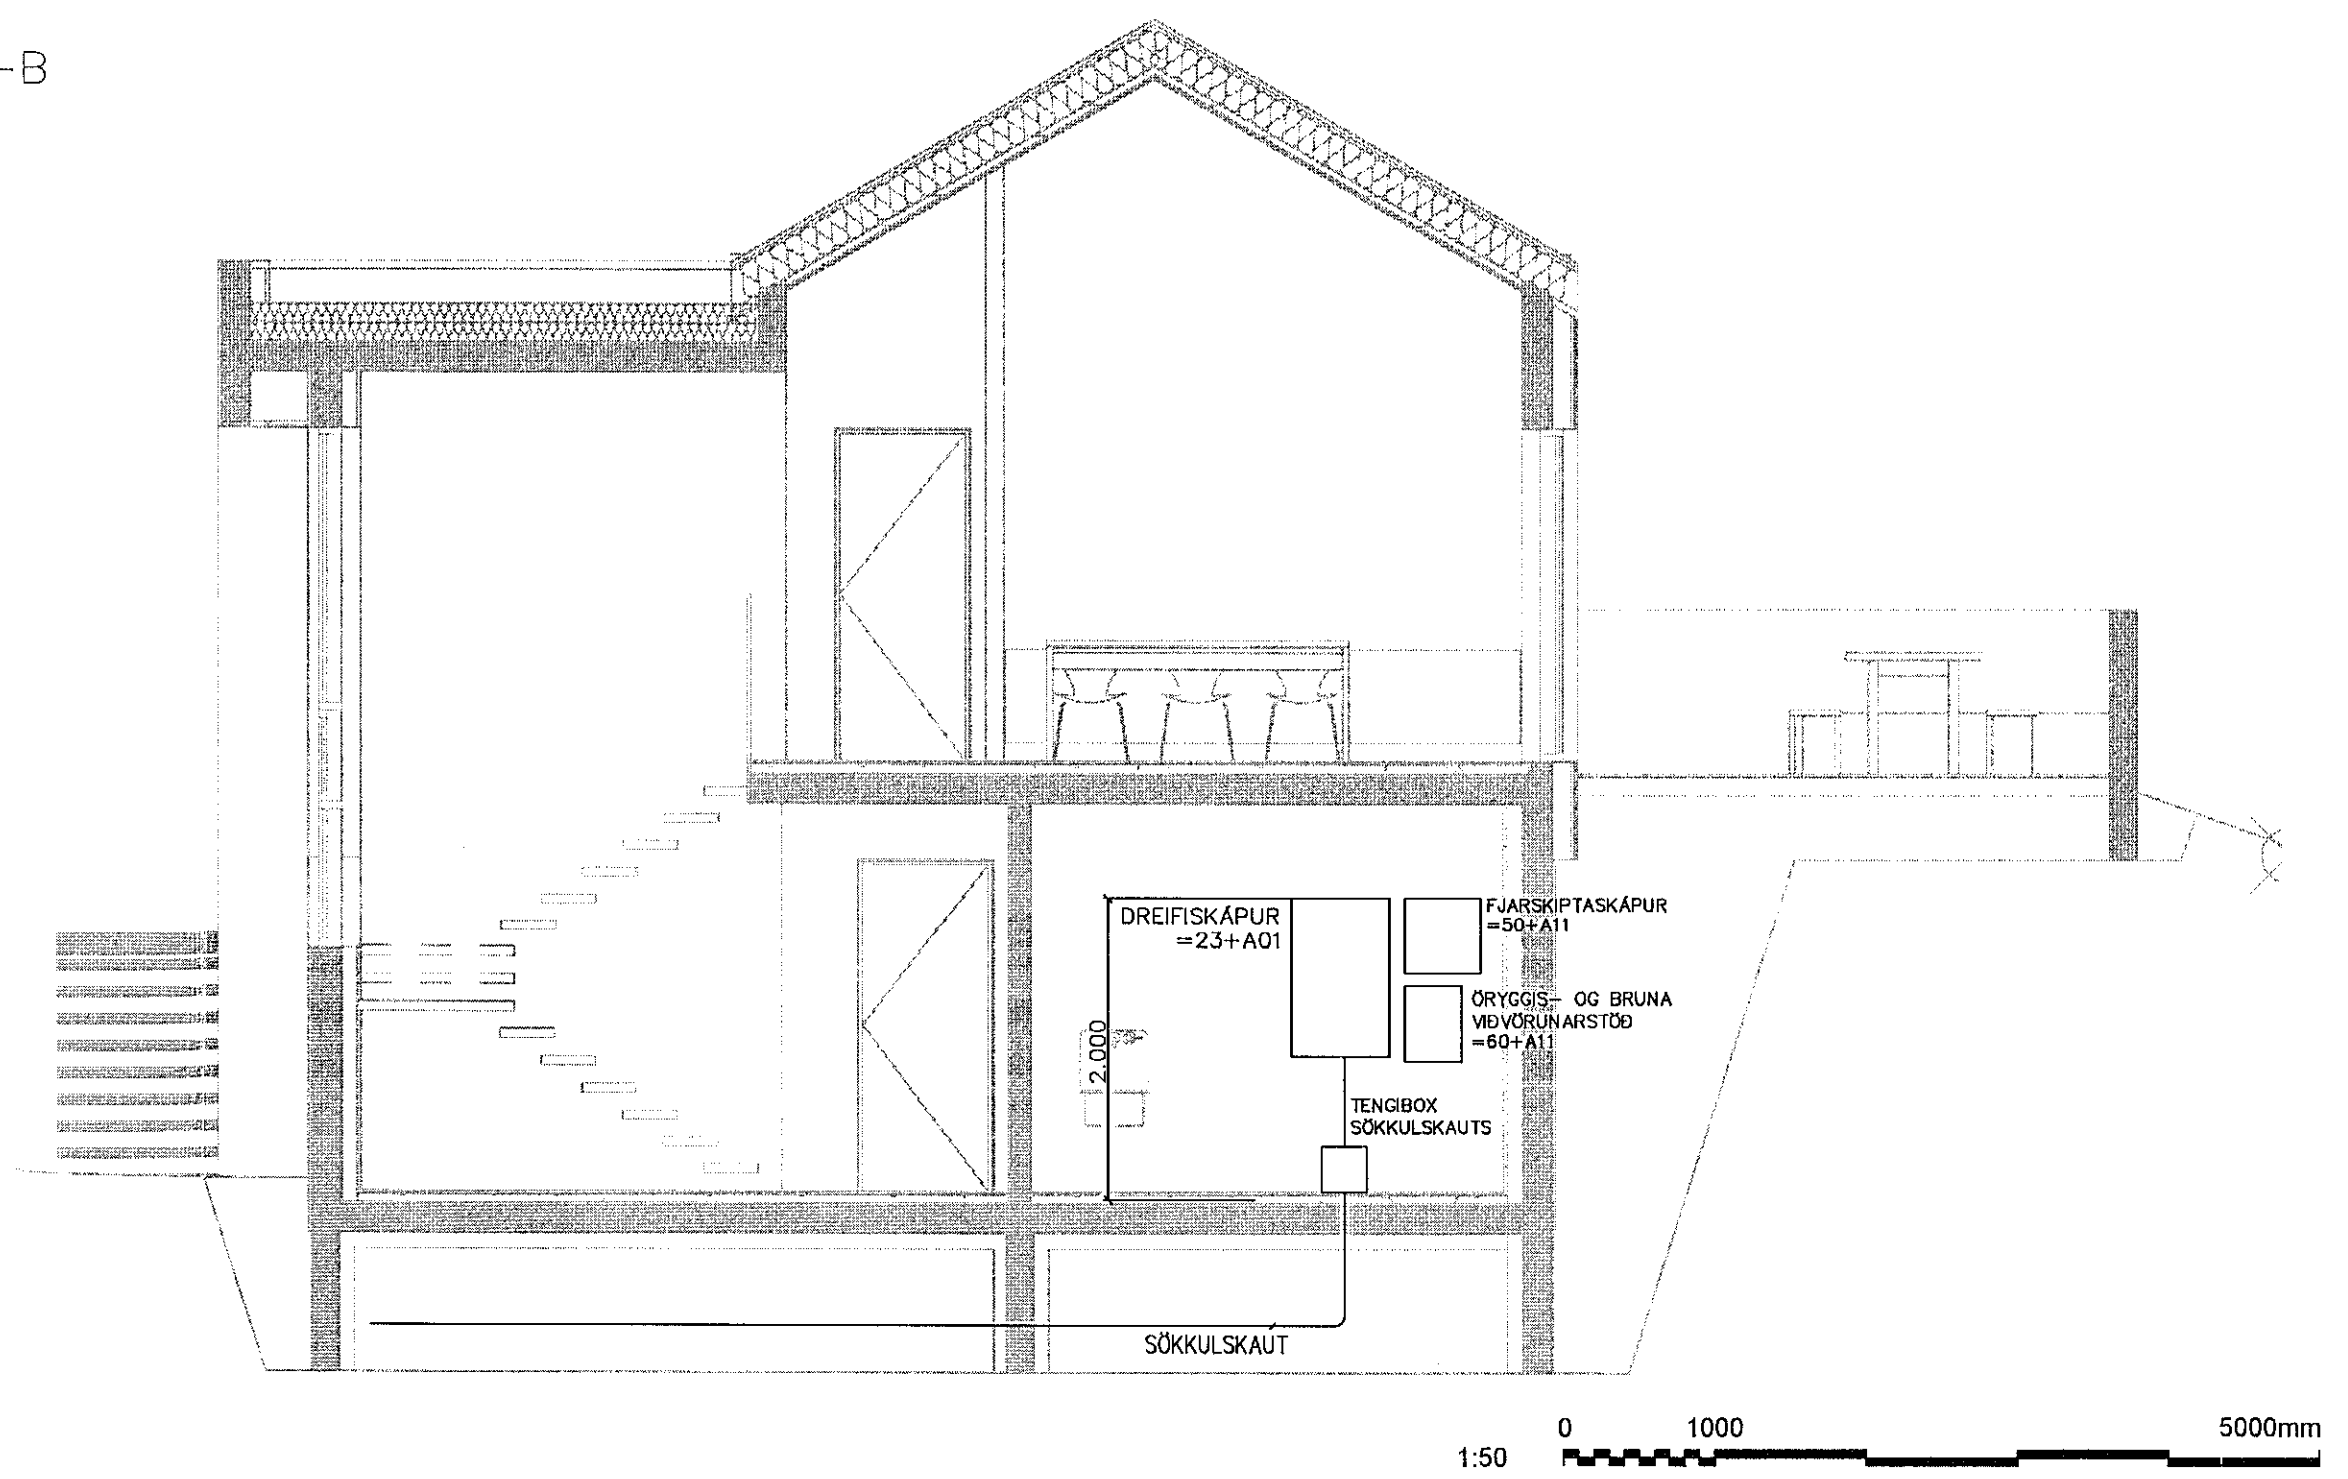 -B
DREIFISKÁPUR
=23+A01
FJARSKIPTASKÁPUR
=50+A11
ÖRYGGIS- OG BRUNA
VIÐVÖRUNARSTÖÐ
=60+A11
2.000
TENGIBOX
SÖKKULSKAUTS
SÖKKULSKAUT
0 1000 5000mm
1:50